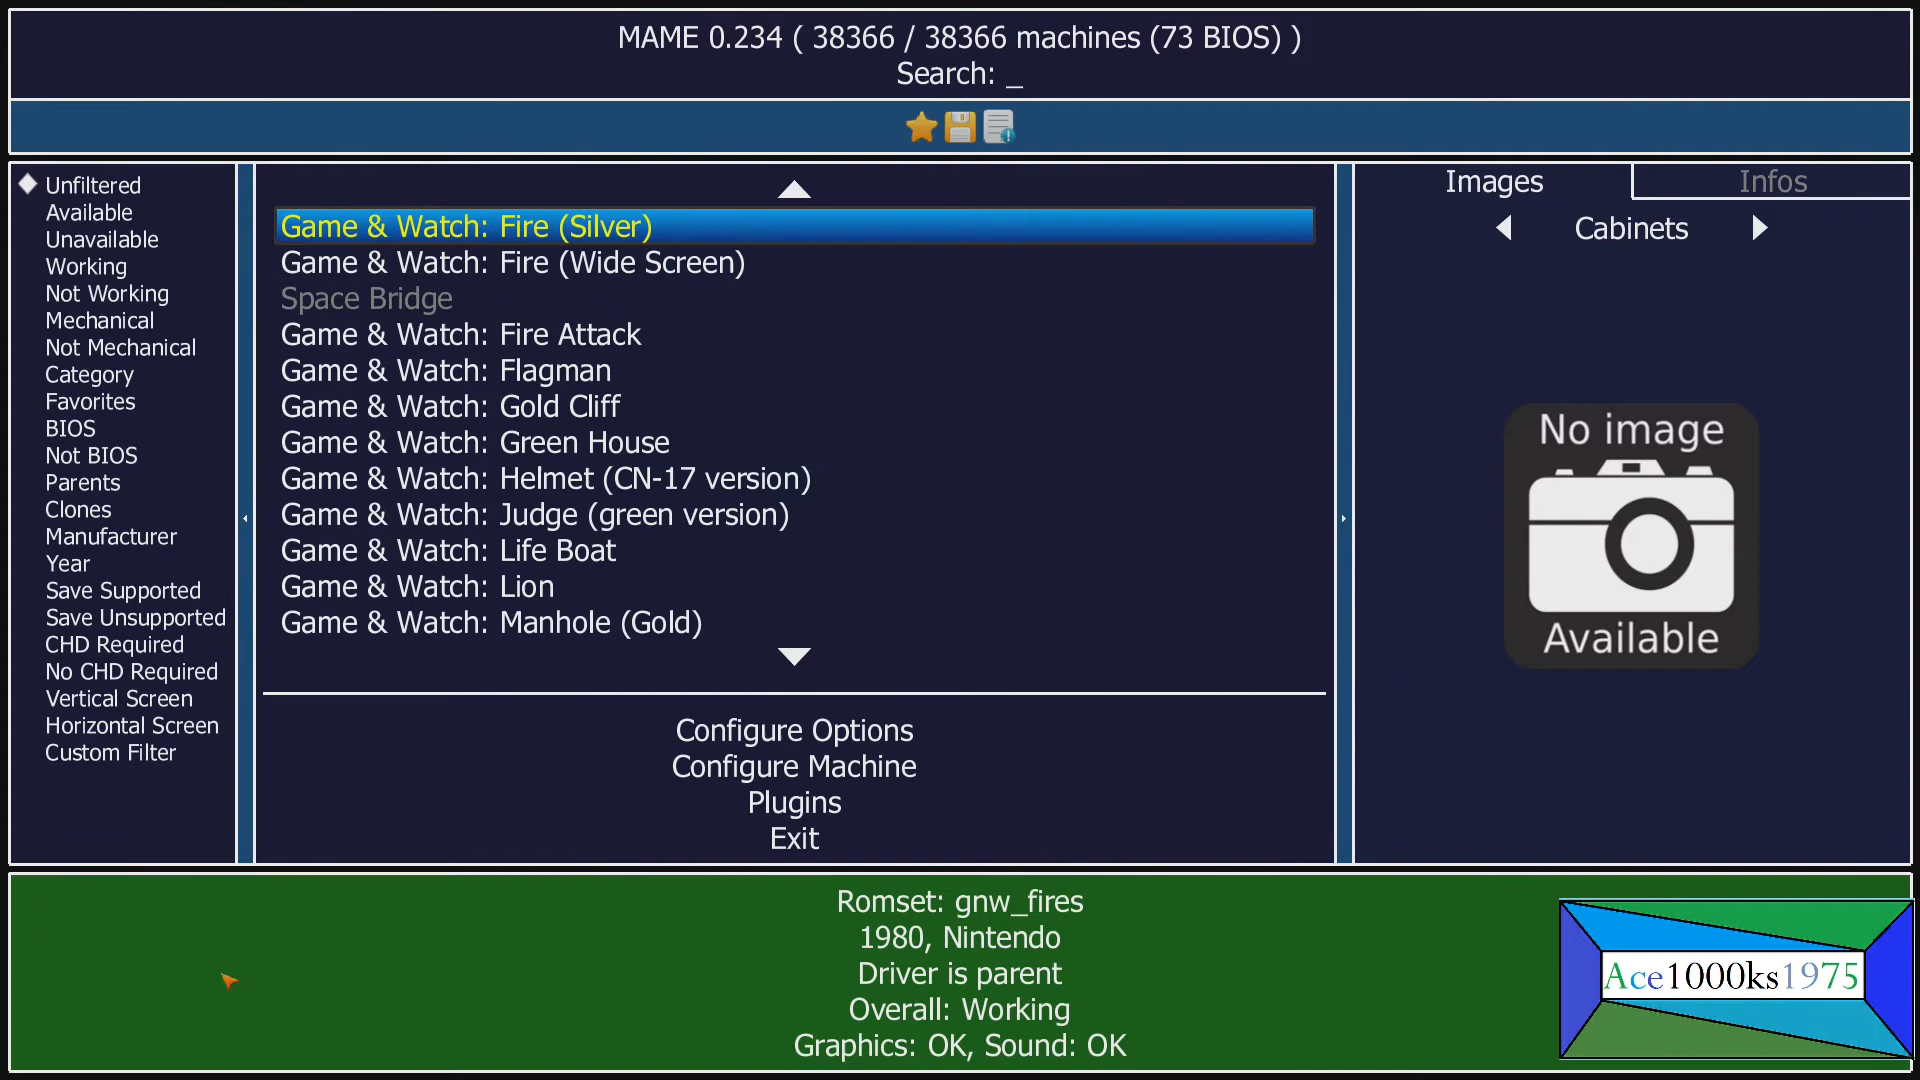 MAME 0.234 ( 38366 / 38366 machines (73 BIOS) )
Search: _
Unfiltered
Available
Unavailable
Working
Not Working
Mechanical
Not Mechanical
Category
Favorites
BIOS
Not BIOS
Parents
Clones
Manufacturer
Year
Save Supported
Save Unsupported
CHD Required
No CHD Required
Vertical Screen
Horizontal Screen
Custom Filter
Game & Watch: Fire (Silver)
Game & Watch: Fire (Wide Screen)
Space Bridge
Game & Watch: Fire Attack
Game & Watch: Flagman
Game & Watch: Gold Cliff
Game & Watch: Green House
Game & Watch: Helmet (CN-17 version)
Game & Watch: Judge (green version)
Game & Watch: Life Boat
Game & Watch: Lion
Game & Watch: Manhole (Gold)
Configure Options
Configure Machine
Plugins
Exit
Images
Infos
Cabinets
No image
Available
Romset: gnw_fires
1980, Nintendo
Driver is parent
Overall: Working
Graphics: OK, Sound: OK
Ace1000ks1975